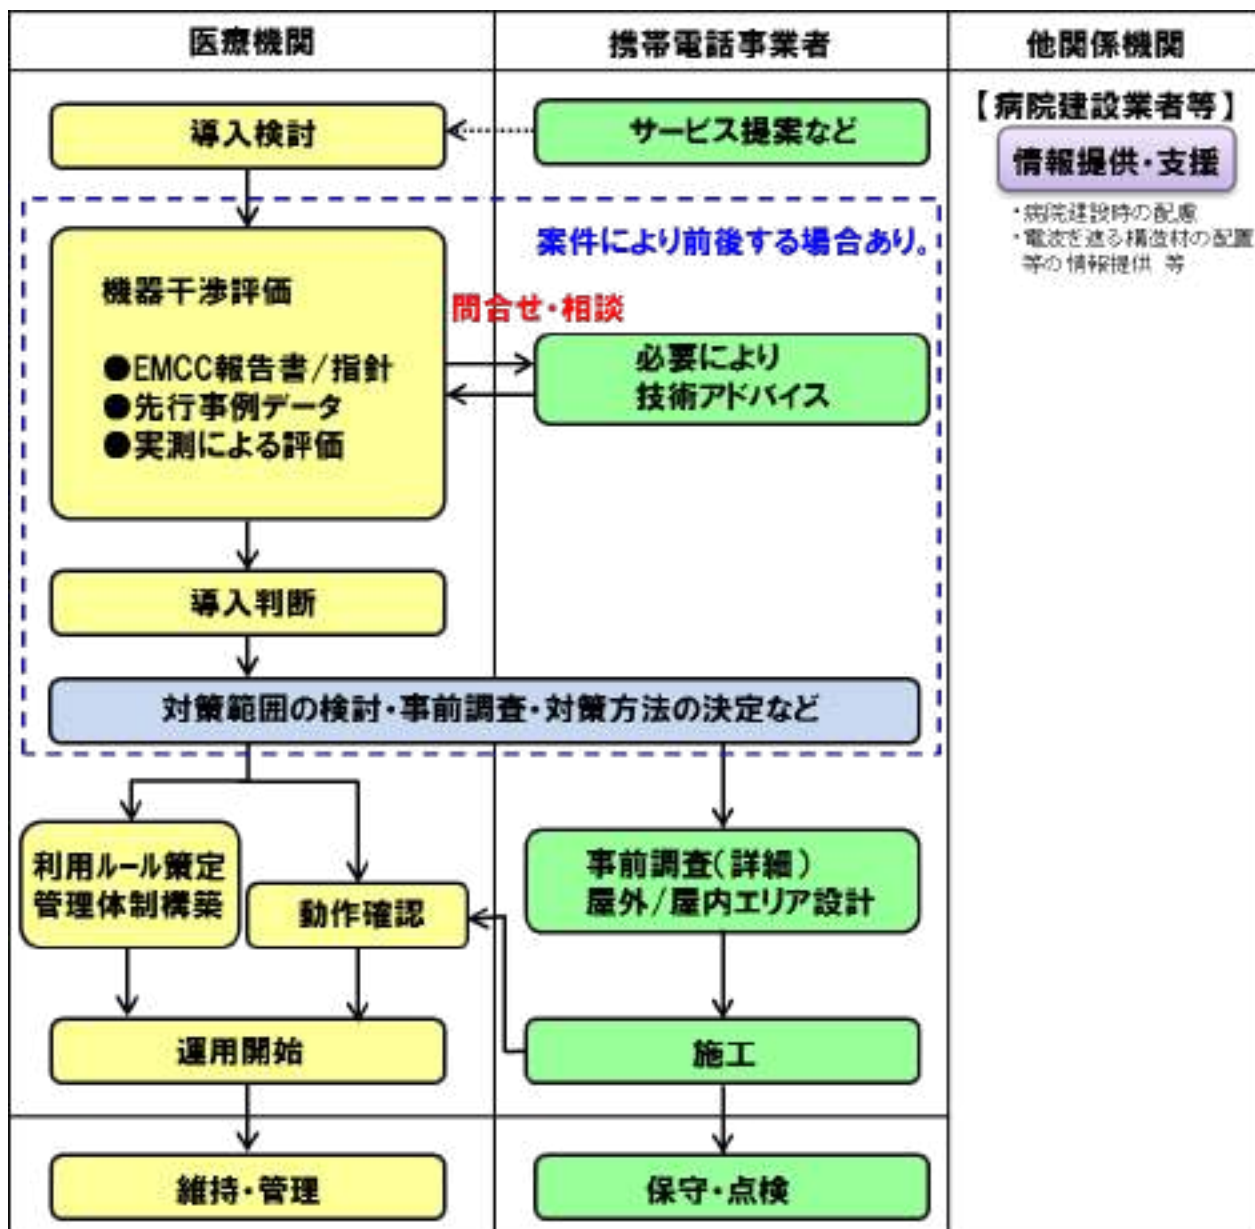 医療機関
携帯電話事業者
他関係機関
導入検討
サービス提案など
【病院建設業者等】
情報提供・支援
・病院建設時の配慮
・電波を遮る構造材の配置
等の情報提供 等
案件により前後する場合あり。
機器干渉評価
●EMCC報告書/指針
●先行事例データ
●実測による評価
問合せ・相談
必要により
技術アドバイス
導入判断
対策範囲の検討・事前調査・対策方法の決定など
利用ルール策定
管理体制構築
動作確認
事前調査(詳細)
屋外/屋内エリア設計
運用開始
施工
維持・管理
保守・点検